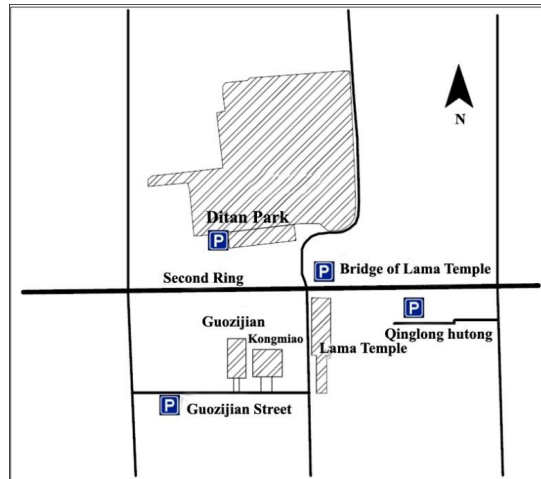 N
Ditan Park
P
P
Bridge of Lama Temple
Second Ring
P
Guozijian
Qinglong hutong
Kongmiao
Lama Temple
P
Guozijian Street